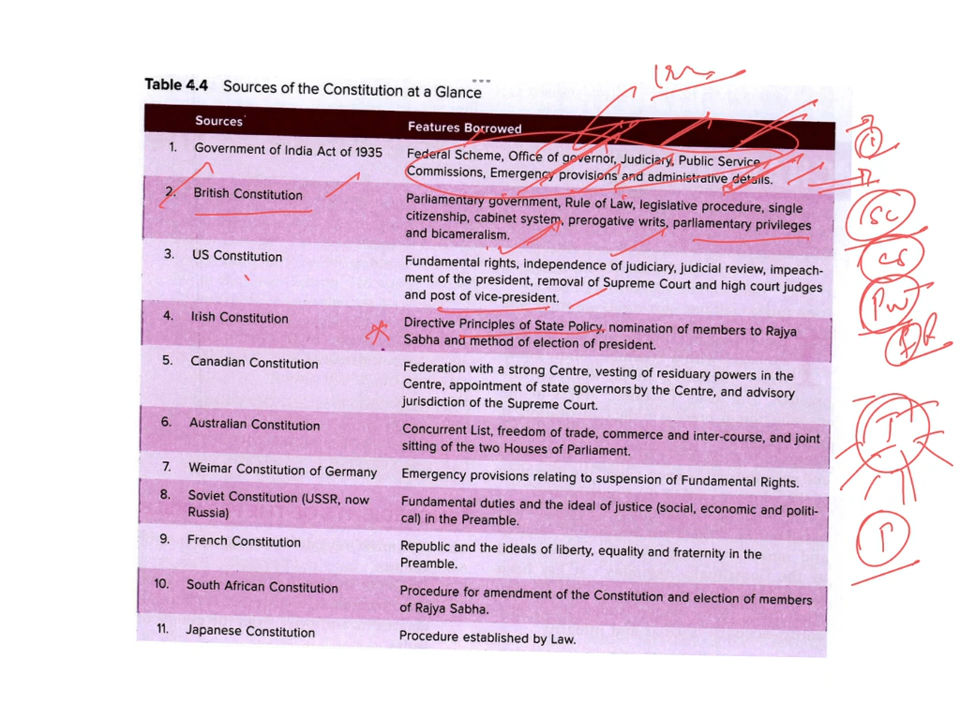 Table 4.4 Sources of the Constitution at a Glance
Sources Features Borrowed
1. Government of India Act of 1935 Federal Scheme, Office of governor, Judiciary, Public Service
Commissions, Emergency provisions and administrative details.
2. British Constitution Parliamentary government, Rule of Law, legislative procedure, single
citizenship, cabinet system, prerogative writs, parliamentary privileges
and bicameralism.
3. US Constitution Fundamental rights, independence of judiciary, judicial review, impeach-
ment of the president, removal of Supreme Court and high court judges
and post of vice-president.
4. Irish Constitution Directive Principles of State Policy, nomination of members to Rajya
Sabha and method of election of president.
5. Canadian Constitution Federation with a strong Centre, vesting of residuary powers in the
Centre, appointment of state governors by the Centre, and advisory
jurisdiction of the Supreme Court.
6. Australian Constitution Concurrent List, freedom of trade, commerce and inter-course, and joint
sitting of the two Houses of Parliament.
7. Weimar Constitution of Germany Emergency provisions relating to suspension of Fundamental Rights.
8. Soviet Constitution (USSR, now Fundamental duties and the ideal of justice (social, economic and politi-
Russia) cal) in the Preamble.
9. French Constitution Republic and the ideals of liberty, equality and fraternity in the
Preamble.
10. South African Constitution Procedure for amendment of the Constitution and election of members
of Rajya Sabha.
11. Japanese Constitution Procedure established by Law.
SC